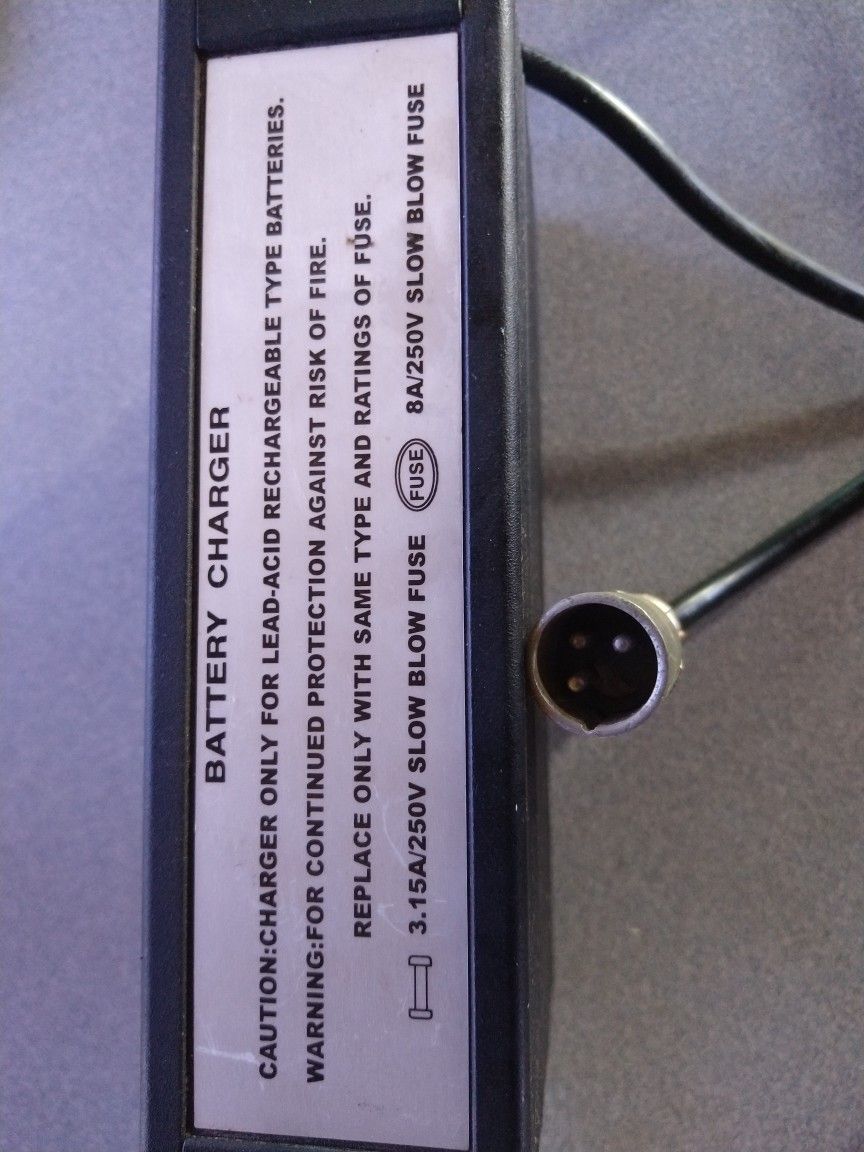 BATTERY CHARGER
CAUTION:CHARGER ONLY FOR LEAD-ACID RECHARGEABLE TYPE BATTERIES.
WARNING:FOR CONTINUED PROTECTION AGAINST RISK OF FIRE.
REPLACE ONLY WITH SAME TYPE AND RATINGS OF FUSE.
3.15A/250V SLOW BLOW FUSE FUSE 8A/250V SLOW BLOW FUSE